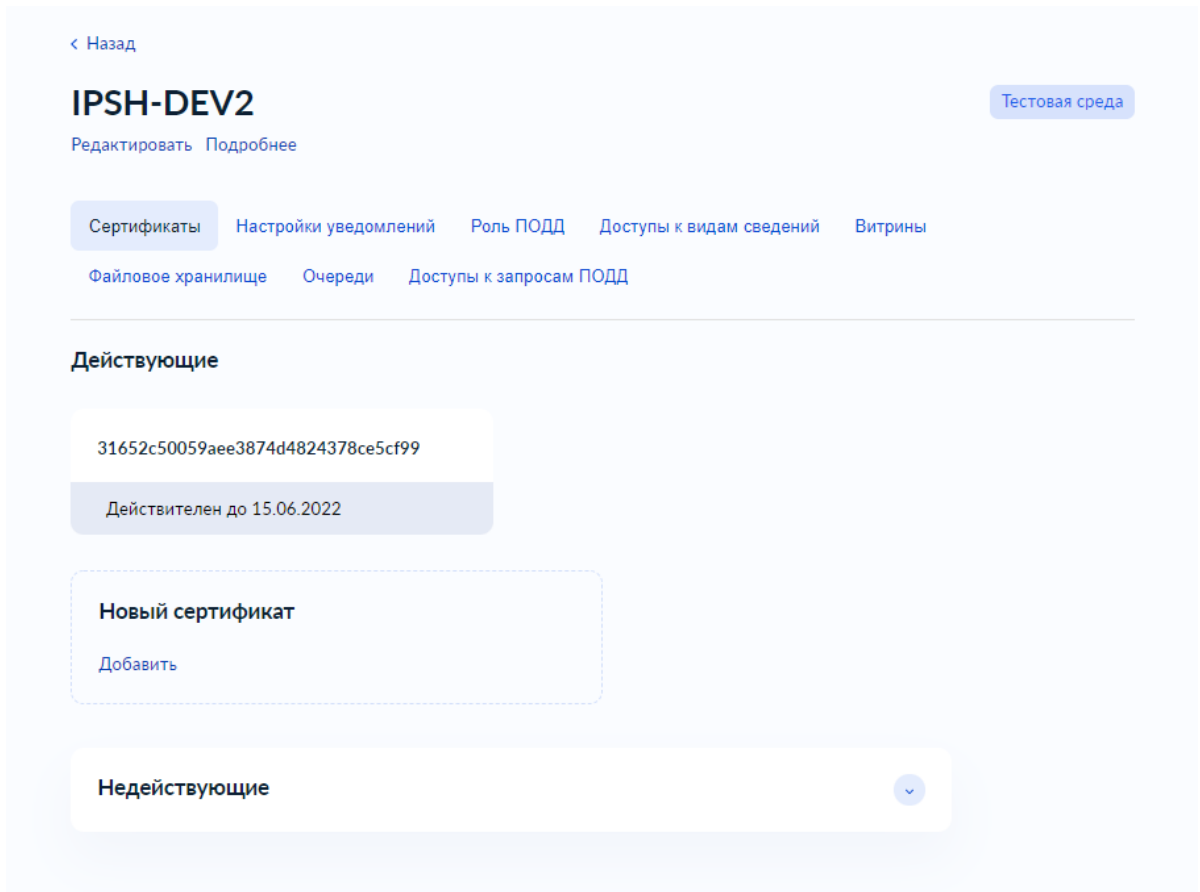 Назад
IPSH-DEV2
Тестовая среда
Редактировать Подробнее
Сертификаты Настройки уведомлений Роль ПОДД Доступы к видам сведений Витрины
Файловое хранилище Очереди Доступы к запросам ПОДД
Действующие
31652c50059aee3874d4824378ce5cf99
Действителен до 15.06.2022
Новый сертификат
Добавить
Недействующие